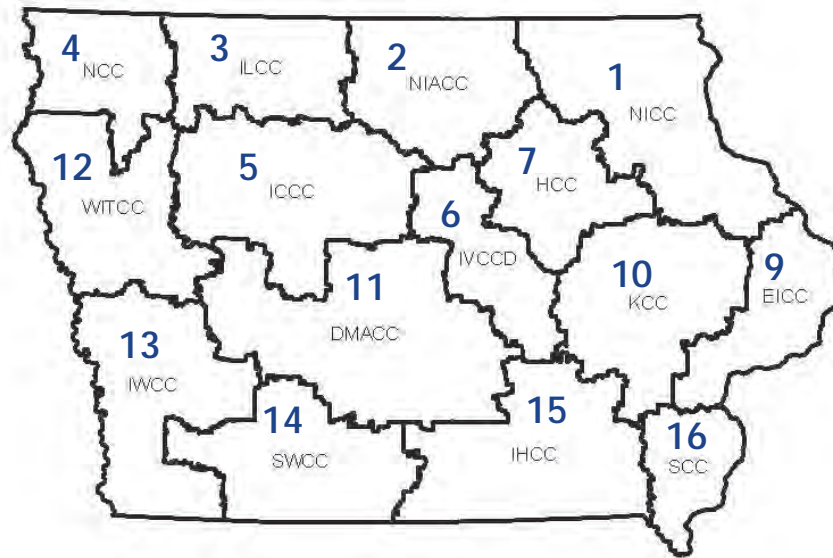 4
NCC
3
ILCC
2
NIACC
1
NICC
12
WITCC
5
ICCC
7
HCC
6
IVCCD
11
DMACC
10
KCC
9
EICC
13
IWCC
14
SWCC
15
IHCC
16
SCC